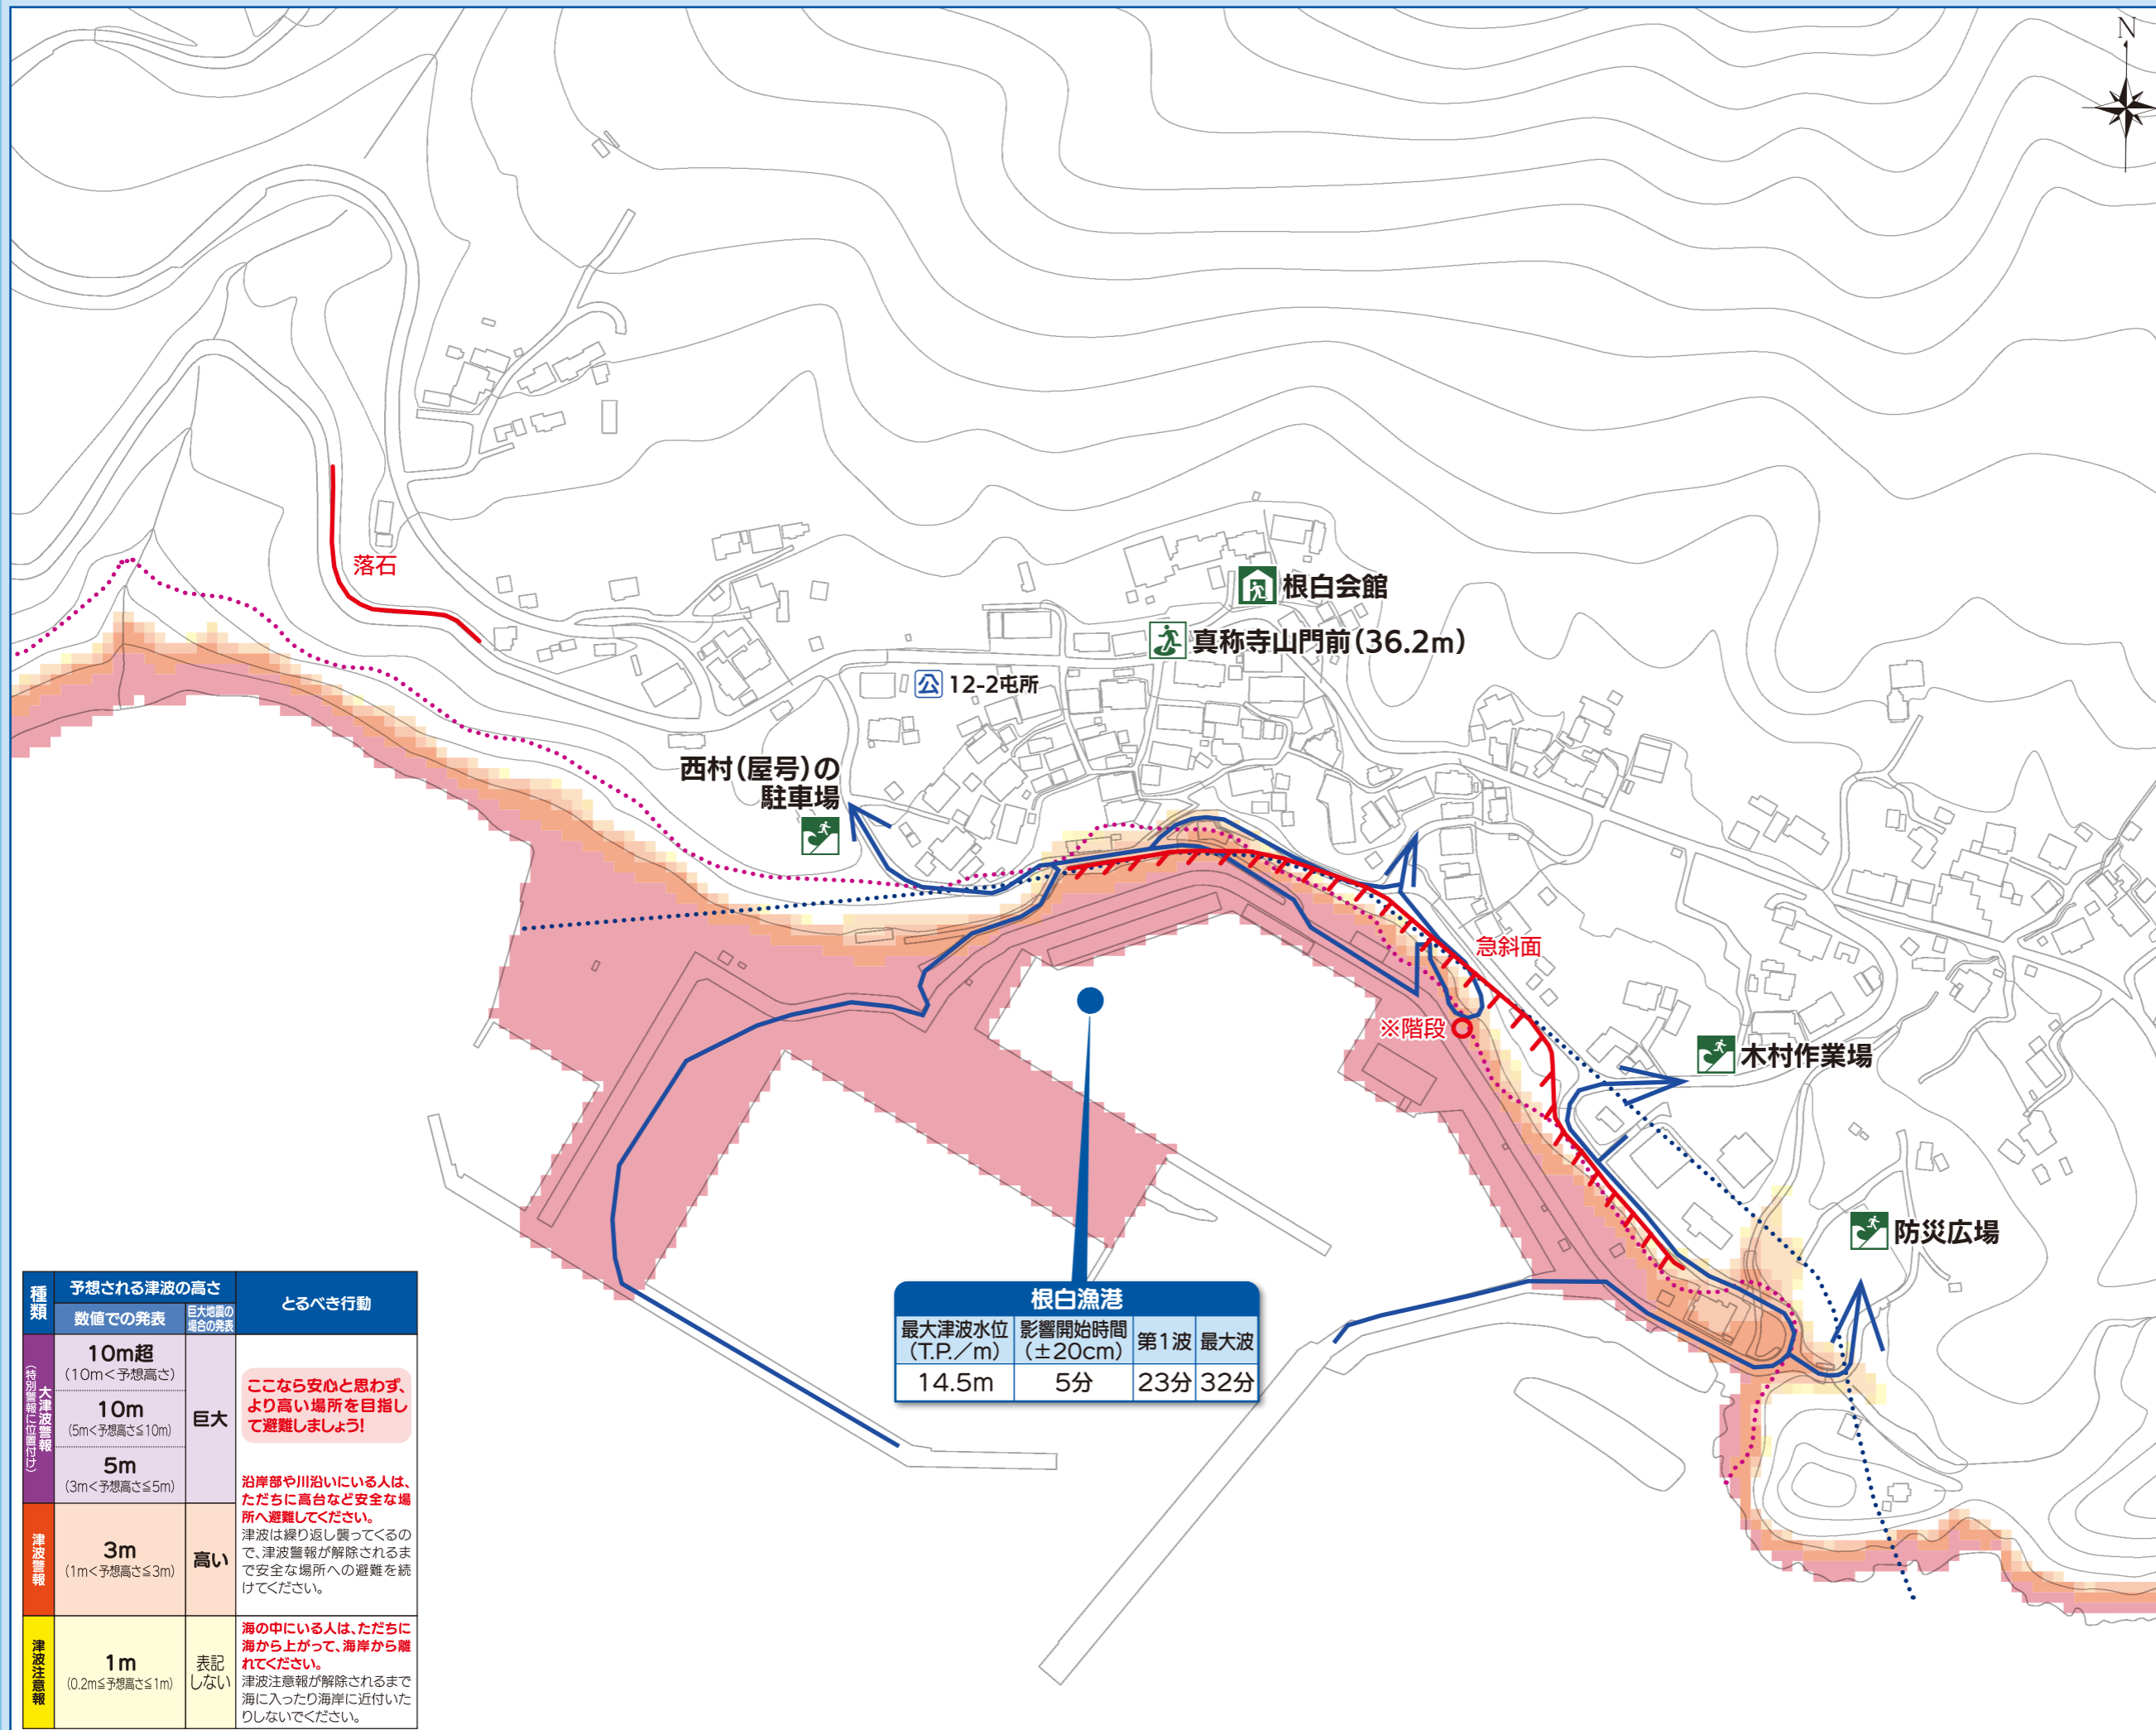 N
落石
根白会館
真称寺山門前(36.2m)
公 12-2屯所
西村(屋号)の
駐車場
急斜面
※階段
木村作業場
防災広場
根白漁港
最大津波水位
(T.P./m)
影響開始時間
(±20cm)
第1波
最大波
14.5m
5分
23分
32分
種類
予想される津波の高さ
とるべき行動
数値での発表
巨大地震の
場合の発表
大津波警報
(特別警報に位置付け)
10m超
(10m<予想高さ)
10m
(5m<予想高さ≦10m)
5m
(3m<予想高さ≦5m)
巨大
ここなら安心と思わず、
より高い場所を目指し
て避難しましょう!
沿岸部や川沿いにいる人は、
ただちに高台など安全な場
所へ避難してください。
津波は繰り返し襲ってくるの
で、津波警報が解除されるま
で安全な場所への避難を続
けてください。
津波警報
3m
(1m<予想高さ≦3m)
高い
津波注意報
1m
(0.2m≦予想高さ≦1m)
表記
しない
海の中にいる人は、ただちに
海から上がって、海岸から離
れてください。
津波注意報が解除されるまで
海に入ったり海岸に近付いた
りしないでください。